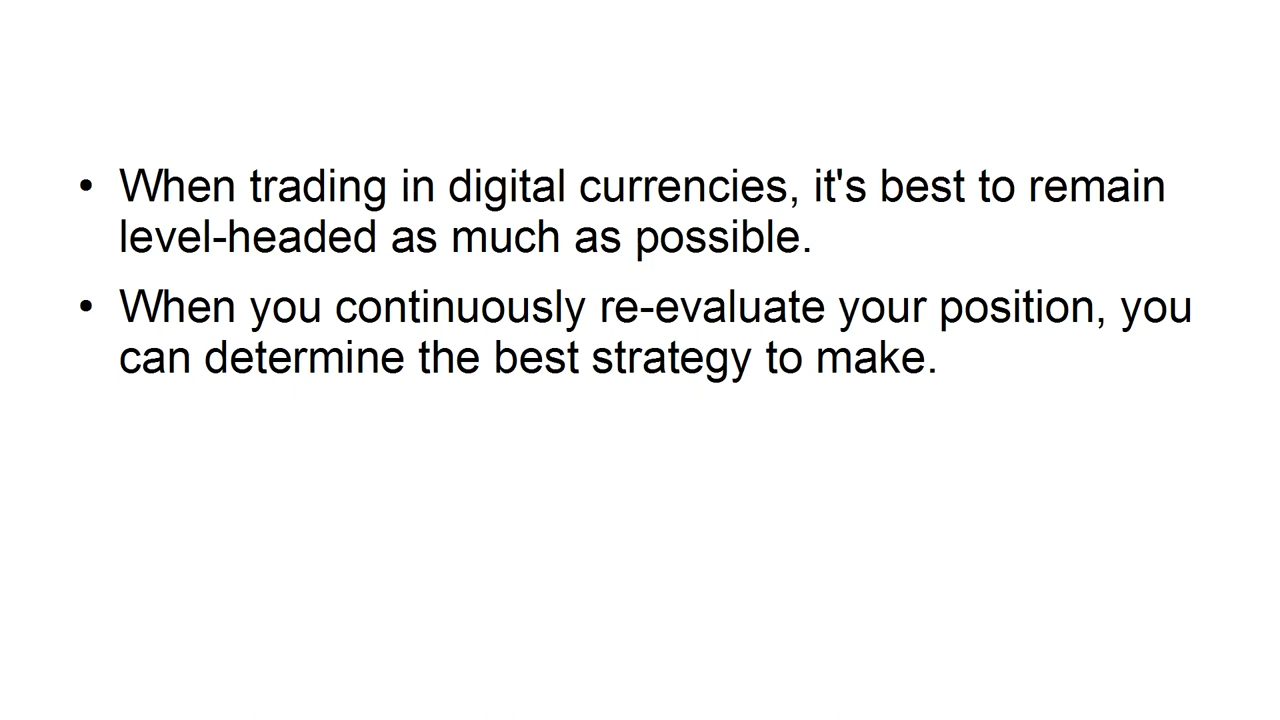 • When trading in digital currencies, it's best to remain
level-headed as much as possible.
• When you continuously re-evaluate your position, you
can determine the best strategy to make.